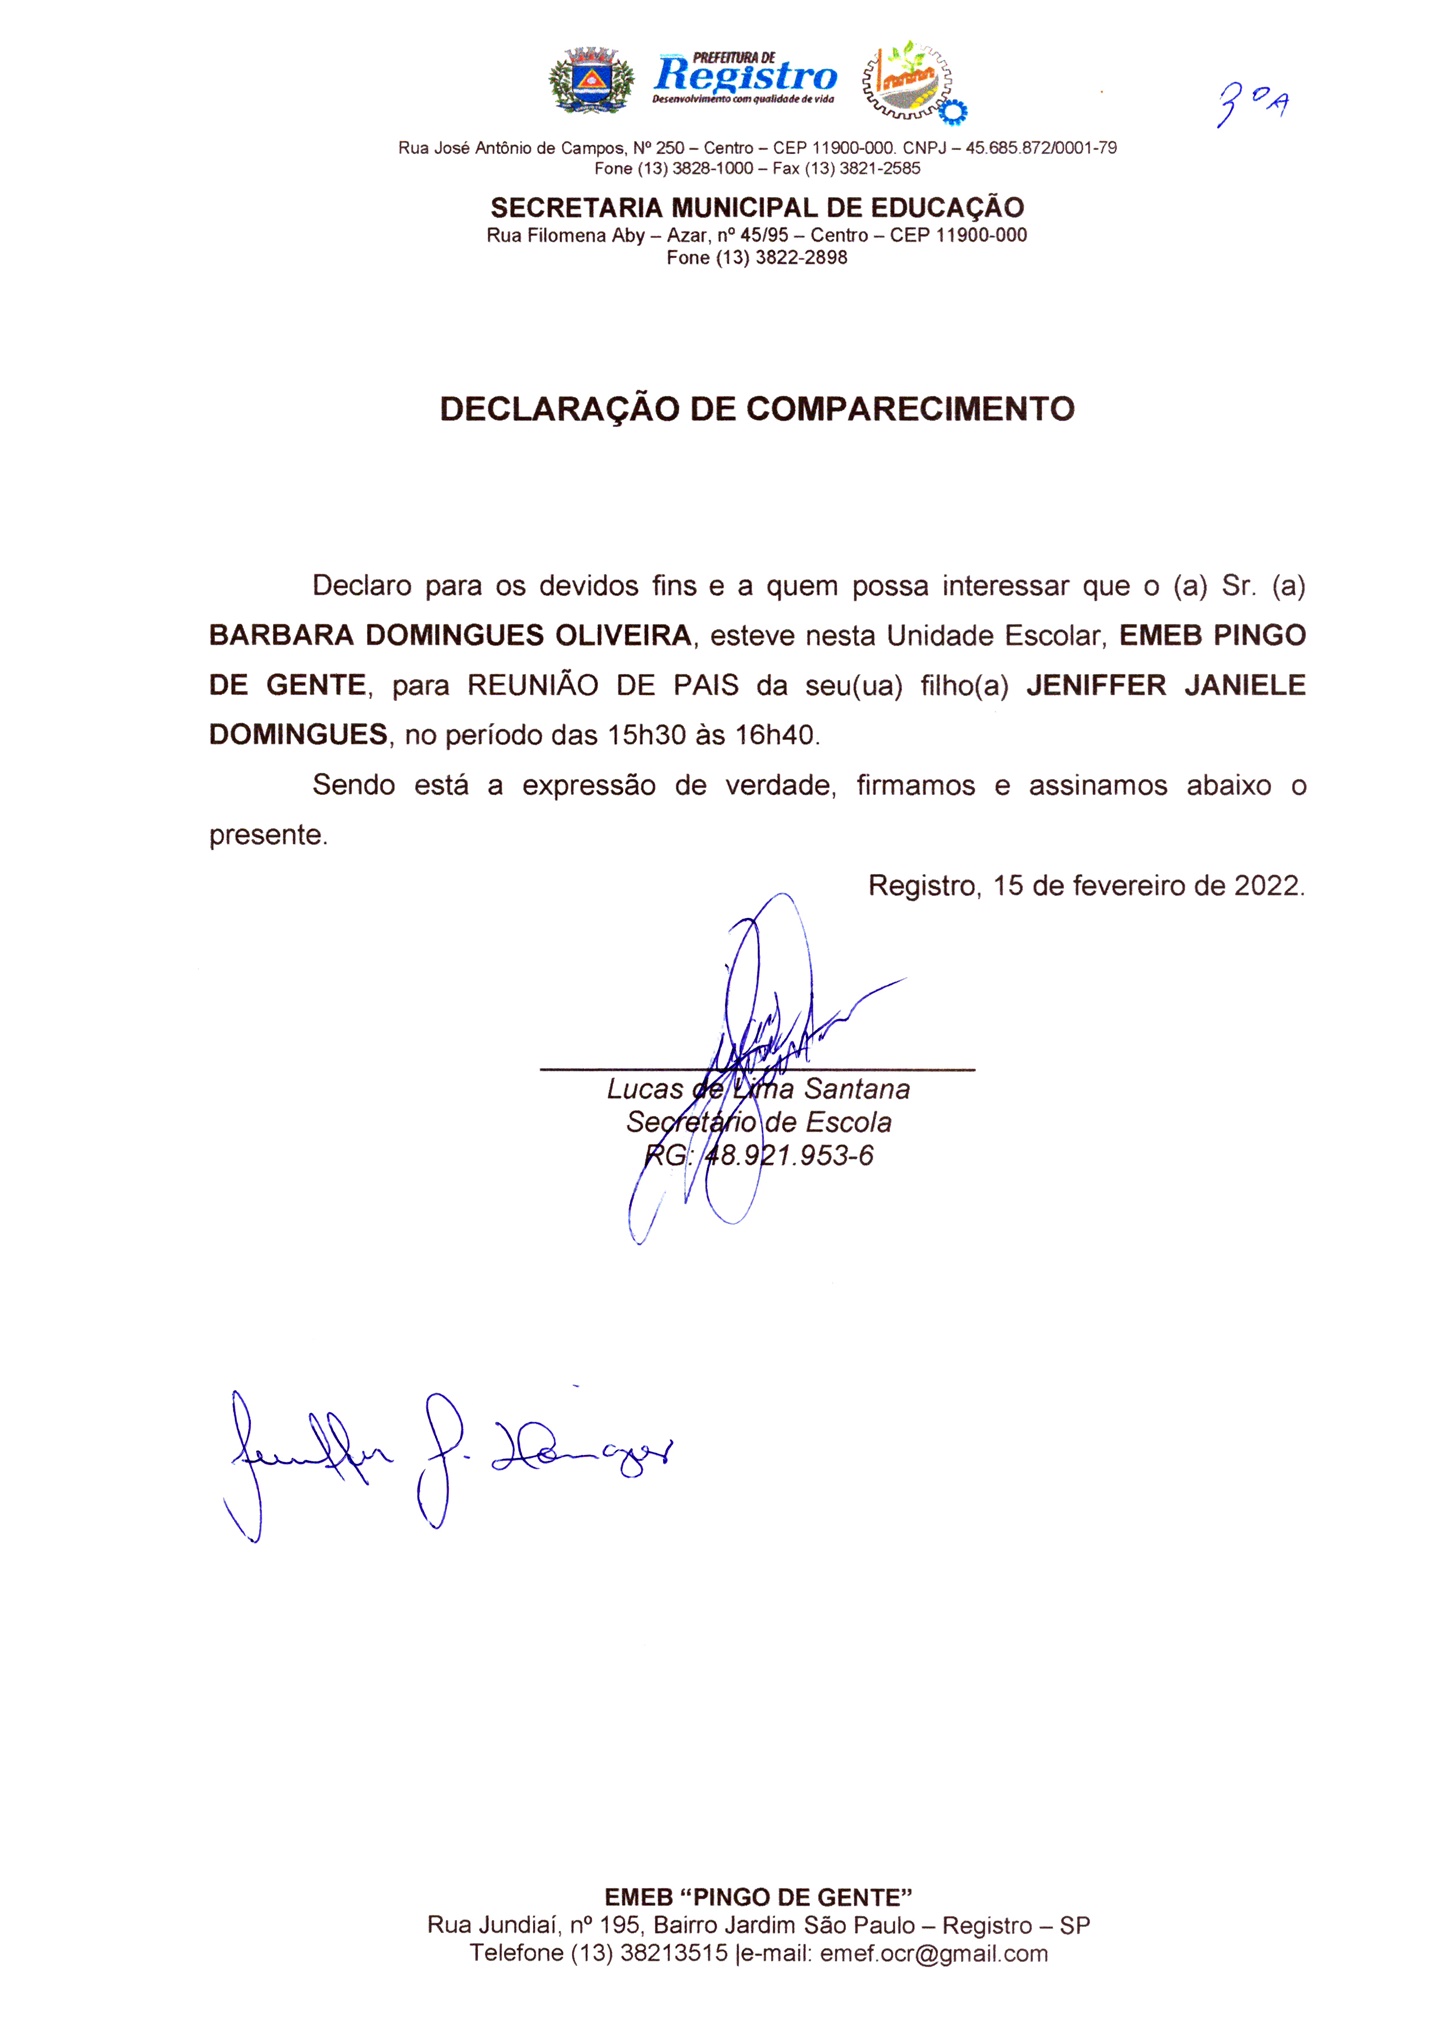 PREFEITURA DE
Registro
Desenvolvimento com qualidade de vida
3º A
Rua José Antônio de Campos, Nº 250 – Centro – CEP 11900-000. CNPJ – 45.685.872/0001-79
Fone (13) 3828-1000 – Fax (13) 3821-2585
SECRETARIA MUNICIPAL DE EDUCAÇÃO
Rua Filomena Aby – Azar, nº 45/95 – Centro – CEP 11900-000
Fone (13) 3822-2898
DECLARAÇÃO DE COMPARECIMENTO
Declaro para os devidos fins e a quem possa interessar que o (a) Sr. (a)
BARBARA DOMINGUES OLIVEIRA, esteve nesta Unidade Escolar, EMEB PINGO
DE GENTE, para REUNIÃO DE PAIS da seu(ua) filho(a) JENIFFER JANIELE
DOMINGUES, no período das 15h30 às 16h40.
Sendo está a expressão de verdade, firmamos e assinamos abaixo o
presente.
Registro, 15 de fevereiro de 2022.
Lucas de Lima Santana
Secretário de Escola
RG: 48.921.953-6
Jeniffer J.
EMEB “PINGO DE GENTE”
Rua Jundiaí, nº 195, Bairro Jardim São Paulo – Registro – SP
Telefone (13) 38213515 |e-mail: emef.ocr@gmail.com